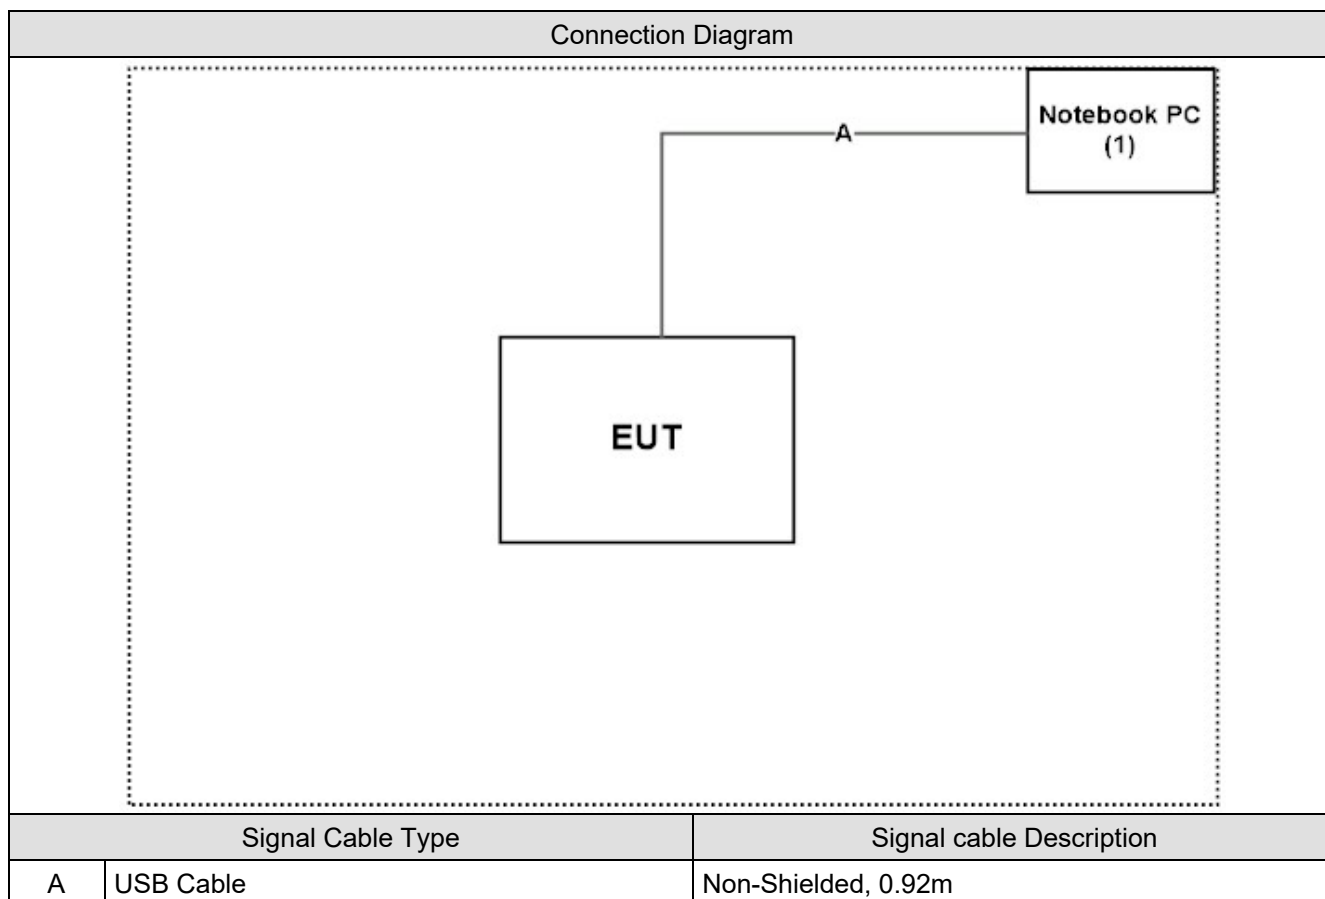 Connection Diagram
Notebook PC
(1)
A
EUT
Signal Cable Type Signal cable Description
A USB Cable Non-Shielded, 0.92m